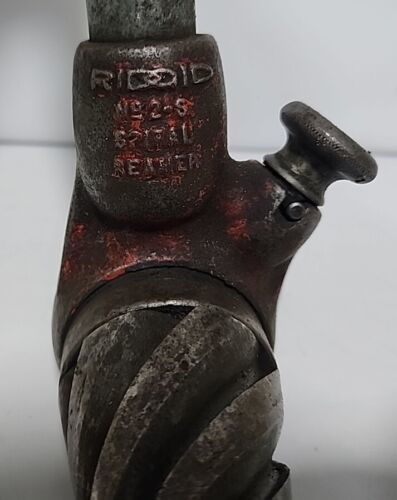 RIDGID
No 2-S
SPIRAL
REAMER